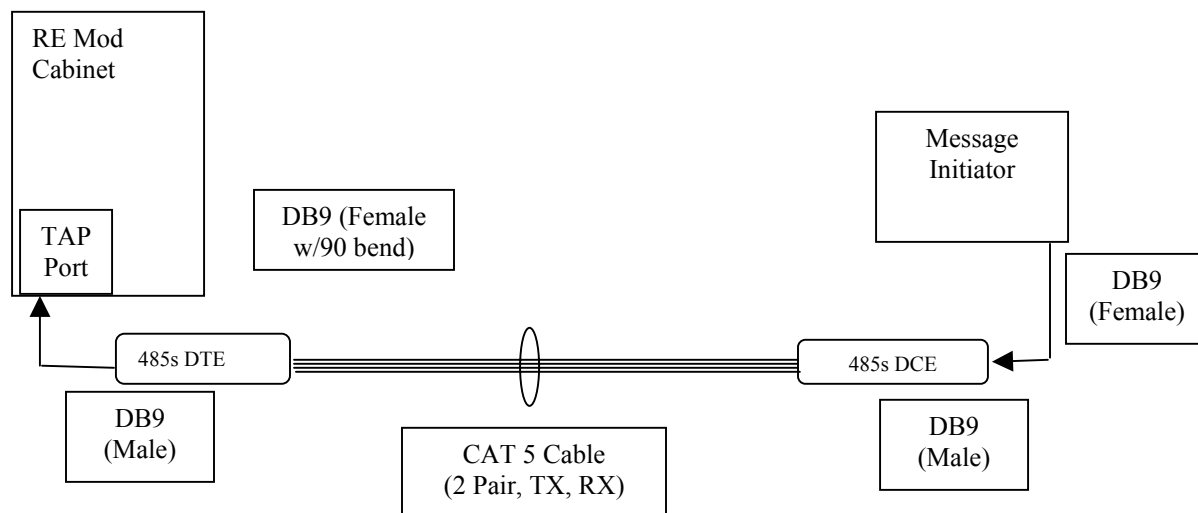 RE Mod
Cabinet
Message
Initiator
DB9 (Female
w/90 bend)
TAP
Port
DB9
(Female)
485s DTE
485s DCE
DB9
(Male)
CAT 5 Cable
(2 Pair, TX, RX)
DB9
(Male)